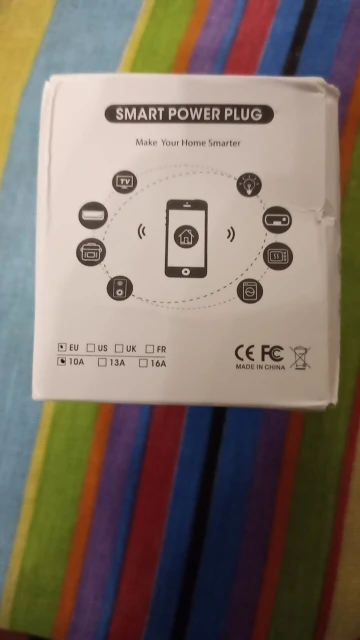 SMART POWER PLUG
Make Your Home Smarter
TV
EU US UK FR
10A 13A 16A
CE FC
MADE IN CHINA